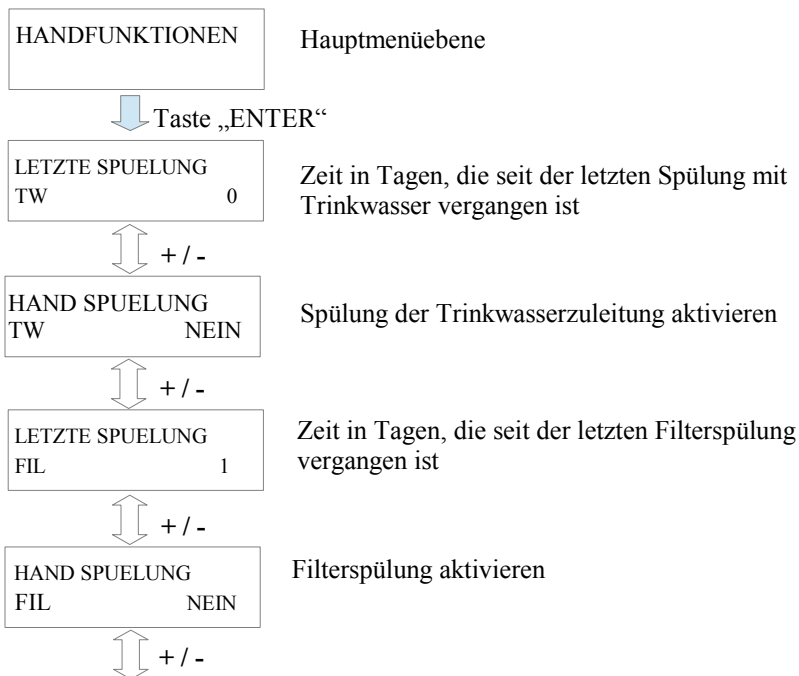 HANDFUNKTIONEN
Hauptmenüebene
Taste „ENTER“
LETZTE SPUELUNG
TW 0
Zeit in Tagen, die seit der letzten Spülung mit
Trinkwasser vergangen ist
+ / -
HAND SPUELUNG
TW NEIN
Spülung der Trinkwasserzuleitung aktivieren
+ / -
LETZTE SPUELUNG
FIL 1
Zeit in Tagen, die seit der letzten Filterspülung
vergangen ist
+ / -
HAND SPUELUNG
FIL NEIN
Filterspülung aktivieren
+ / -